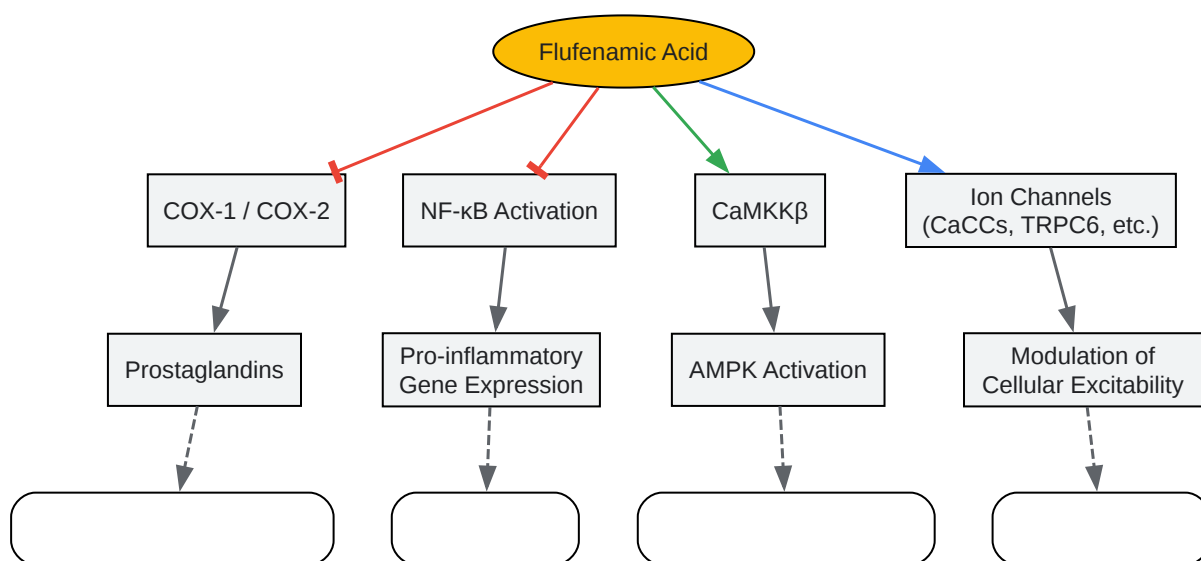 Flufenamic Acid
COX-1 / COX-2
NF-κB Activation
CaMKKβ
Ion Channels
(CaCCs, TRPC6, etc.)
Prostaglandins
Pro-inflammatory
Gene Expression
AMPK Activation
Modulation of
Cellular Excitability